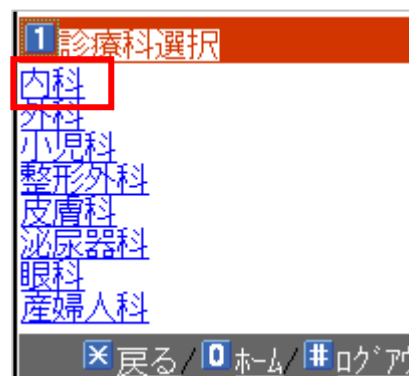 1 診療科選択
内科
外科
小児科
整形外科
皮膚科
泌尿器科
眼科
産婦人科
* 戻る/0 ﾎｰﾑ/# ﾛｸﾞｱｳ